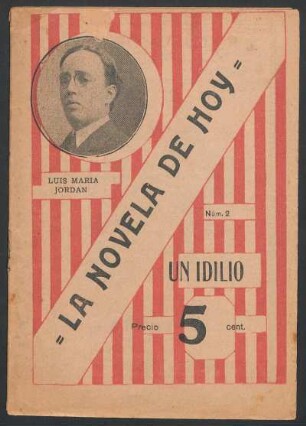 LUIS MARIA
JORDAN
= LA NOVELA DE HOY =
Núm. 2
UN IDILIO
Precio 5 cent.